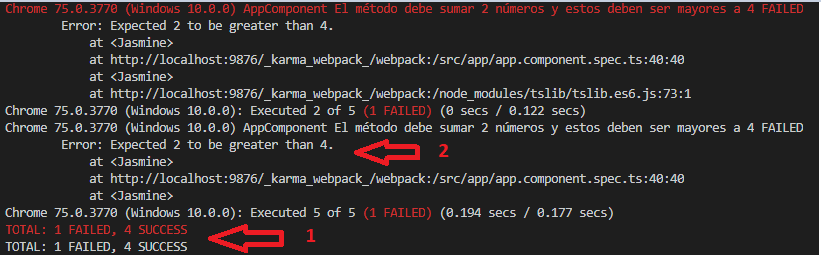 Chrome 75.0.3770 (Windows 10.0.0) AppComponent El método debe sumar 2 números y estos deben ser mayores a 4 FAILED
Error: Expected 2 to be greater than 4.
at <Jasmine>
at http://localhost:9876/_karma_webpack_/webpack:/src/app/app.component.spec.ts:40:40
at <Jasmine>
at http://localhost:9876/_karma_webpack_/webpack:/node_modules/tslib/tslib.es6.js:73:1
Chrome 75.0.3770 (Windows 10.0.0): Executed 2 of 5 (1 FAILED) (0 secs / 0.122 secs)
Chrome 75.0.3770 (Windows 10.0.0) AppComponent El método debe sumar 2 números y estos deben ser mayores a 4 FAILED
Error: Expected 2 to be greater than 4. 2
at <Jasmine>
at http://localhost:9876/_karma_webpack_/webpack:/src/app/app.component.spec.ts:40:40
at <Jasmine>
Chrome 75.0.3770 (Windows 10.0.0): Executed 5 of 5 (1 FAILED) (0.194 secs / 0.177 secs)
TOTAL: 1 FAILED, 4 SUCCESS 1
TOTAL: 1 FAILED, 4 SUCCESS